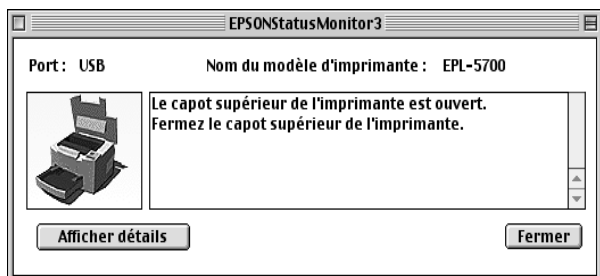 EPSONStatusMonitor3
Port : USB Nom du modèle d'imprimante : EPL-5700
Le capot supérieur de l'imprimante est ouvert.
Fermez le capot supérieur de l'imprimante.
Afficher détails Fermer